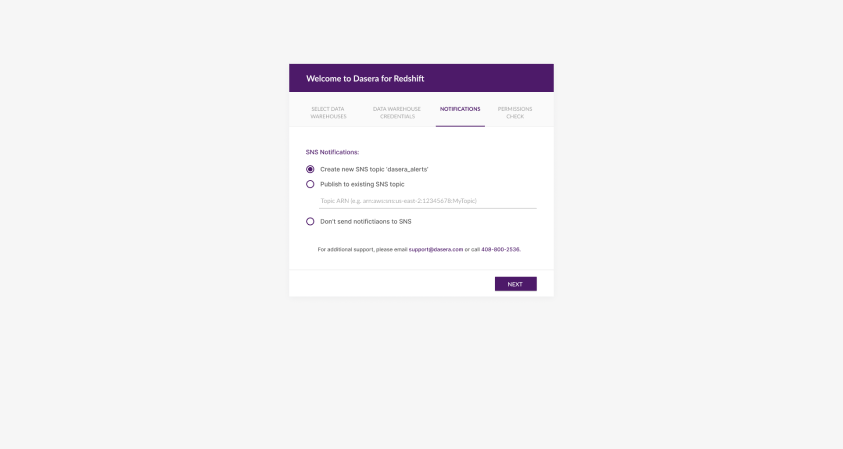 Welcome to Dasera for Redshift
SELECT DATA
WAREHOUSES
DATA WAREHOUSE
CREDENTIALS
NOTIFICATIONS
PERMISSIONS
CHECK
SNS Notifications:
Create new SNS topic 'dasera_alerts'
Publish to existing SNS topic
Topic ARN (e.g. arn:aws:sns:us-east-2:12345678:MyTopic)
Don't send notifictiaons to SNS
For additional support, please email support@dasera.com or call 408-800-2536.
NEXT